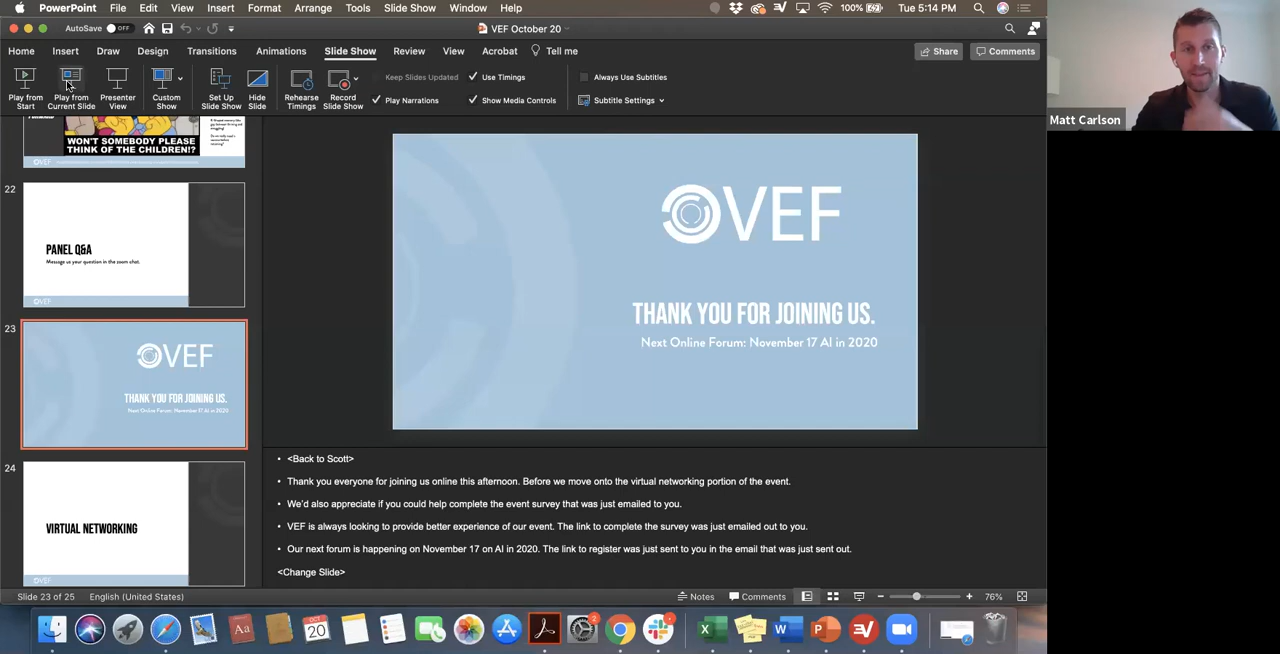 PowerPoint File Edit View Insert Format Arrange Tools Slide Show Window Help 100% Tue 5:14 PM
AutoSave OFF VEF October 20
Home Insert Draw Design Transitions Animations Slide Show Review View Acrobat Tell me Share Comments
Play from Start
Play from Current Slide
Presenter View
Custom Show
Set Up Slide Show
Hide Slide
Rehearse Timings
Record Slide Show
Keep Slides Updated
Play Narrations
Use Timings
Show Media Controls
Always Use Subtitles
Subtitle Settings
Matt Carlson
WON'T SOMEBODY PLEASE
THINK OF THE CHILDREN!?
VEF
22
PANEL Q&A
Message us your question in the zoom chat.
VEF
23
VEF
THANK YOU FOR JOINING US.
Next Online Forum: November 17 AI in 2020
24
VIRTUAL NETWORKING
VEF
VEF
THANK YOU FOR JOINING US.
Next Online Forum: November 17 AI in 2020
• <Back to Scott>
• Thank you everyone for joining us online this afternoon. Before we move onto the virtual networking portion of the event.
• We'd also appreciate if you could help complete the event survey that was just emailed to you.
• VEF is always looking to provide better experience of our event. The link to complete the survey was just emailed out to you.
• Our next forum is happening on November 17 on AI in 2020. The link to register was just sent to you in the email that was just sent out.
<Change Slide>
Slide 23 of 25 English (United States) Notes Comments 76%
Aa
OCT
20
2
X
W
P